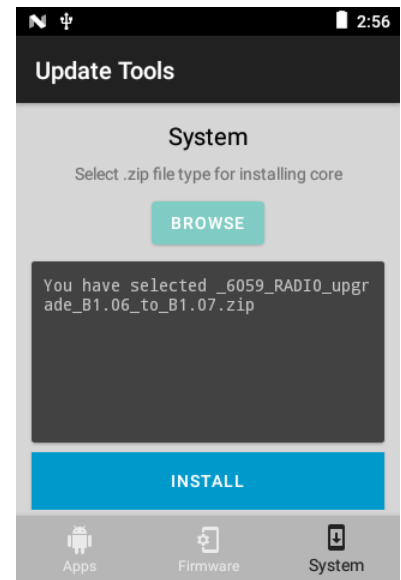 2:56
Update Tools
System
Select .zip file type for installing core
BROWSE
You have selected _6059_RADIO_upgr
ade_B1.06_to_B1.07.zip
INSTALL
Apps Firmware System